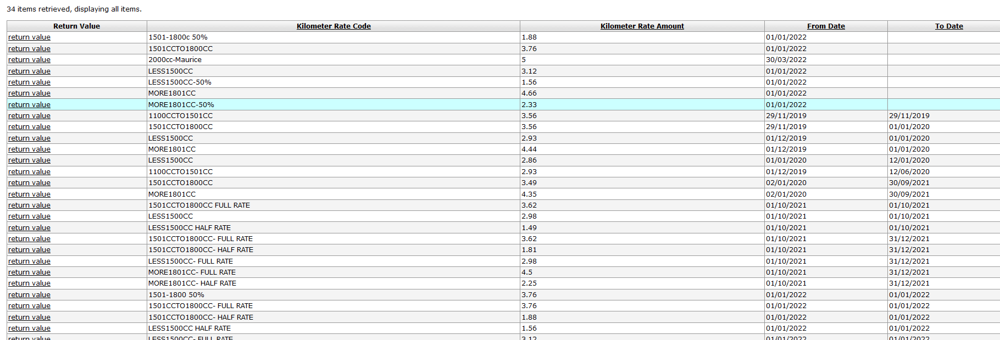 34 items retrieved, displaying all items.
Return Value Kilometer Rate Code Kilometer Rate Amount From Date To Date
return value 1501-1800c 50% 1.88 01/01/2022
return value 1501CCTO1800CC 3.76 01/01/2022
return value 2000cc-Maurice 5 30/03/2022
return value LESS1500CC 3.12 01/01/2022
return value LESS1500CC-50% 1.56 01/01/2022
return value MORE1801CC 4.66 01/01/2022
return value MORE1801CC-50% 2.33 01/01/2022
return value 1100CCTO1501CC 3.56 29/11/2019 29/11/2019
return value 1501CCTO1800CC 3.56 29/11/2019 01/01/2020
return value LESS1500CC 2.93 01/12/2019 01/01/2020
return value MORE1801CC 4.44 01/12/2019 01/01/2020
return value LESS1500CC 2.86 01/01/2020 12/01/2020
return value 1100CCTO1501CC 2.93 01/12/2019 12/06/2020
return value 1501CCTO1800CC 3.49 02/01/2020 30/09/2021
return value MORE1801CC 4.35 02/01/2020 30/09/2021
return value 1501CCTO1800CC FULL RATE 3.62 01/10/2021 01/10/2021
return value LESS1500CC 2.98 01/10/2021 01/10/2021
return value LESS1500CC HALF RATE 1.49 01/10/2021 01/10/2021
return value 1501CCTO1800CC- FULL RATE 3.62 01/10/2021 31/12/2021
return value 1501CCTO1800CC- HALF RATE 1.81 01/10/2021 31/12/2021
return value LESS1500CC- FULL RATE 2.98 01/10/2021 31/12/2021
return value MORE1801CC- FULL RATE 4.5 01/10/2021 31/12/2021
return value MORE1801CC- HALF RATE 2.25 01/10/2021 31/12/2021
return value 1501-1800 50% 3.76 01/01/2022 01/01/2022
return value 1501CCTO1800CC- FULL RATE 3.76 01/01/2022 01/01/2022
return value 1501CCTO1800CC- HALF RATE 1.88 01/01/2022 01/01/2022
return value LESS1500CC HALF RATE 1.56 01/01/2022 01/01/2022
return value LESS1500CC- FULL RATE 3.12 01/01/2022 01/01/2022